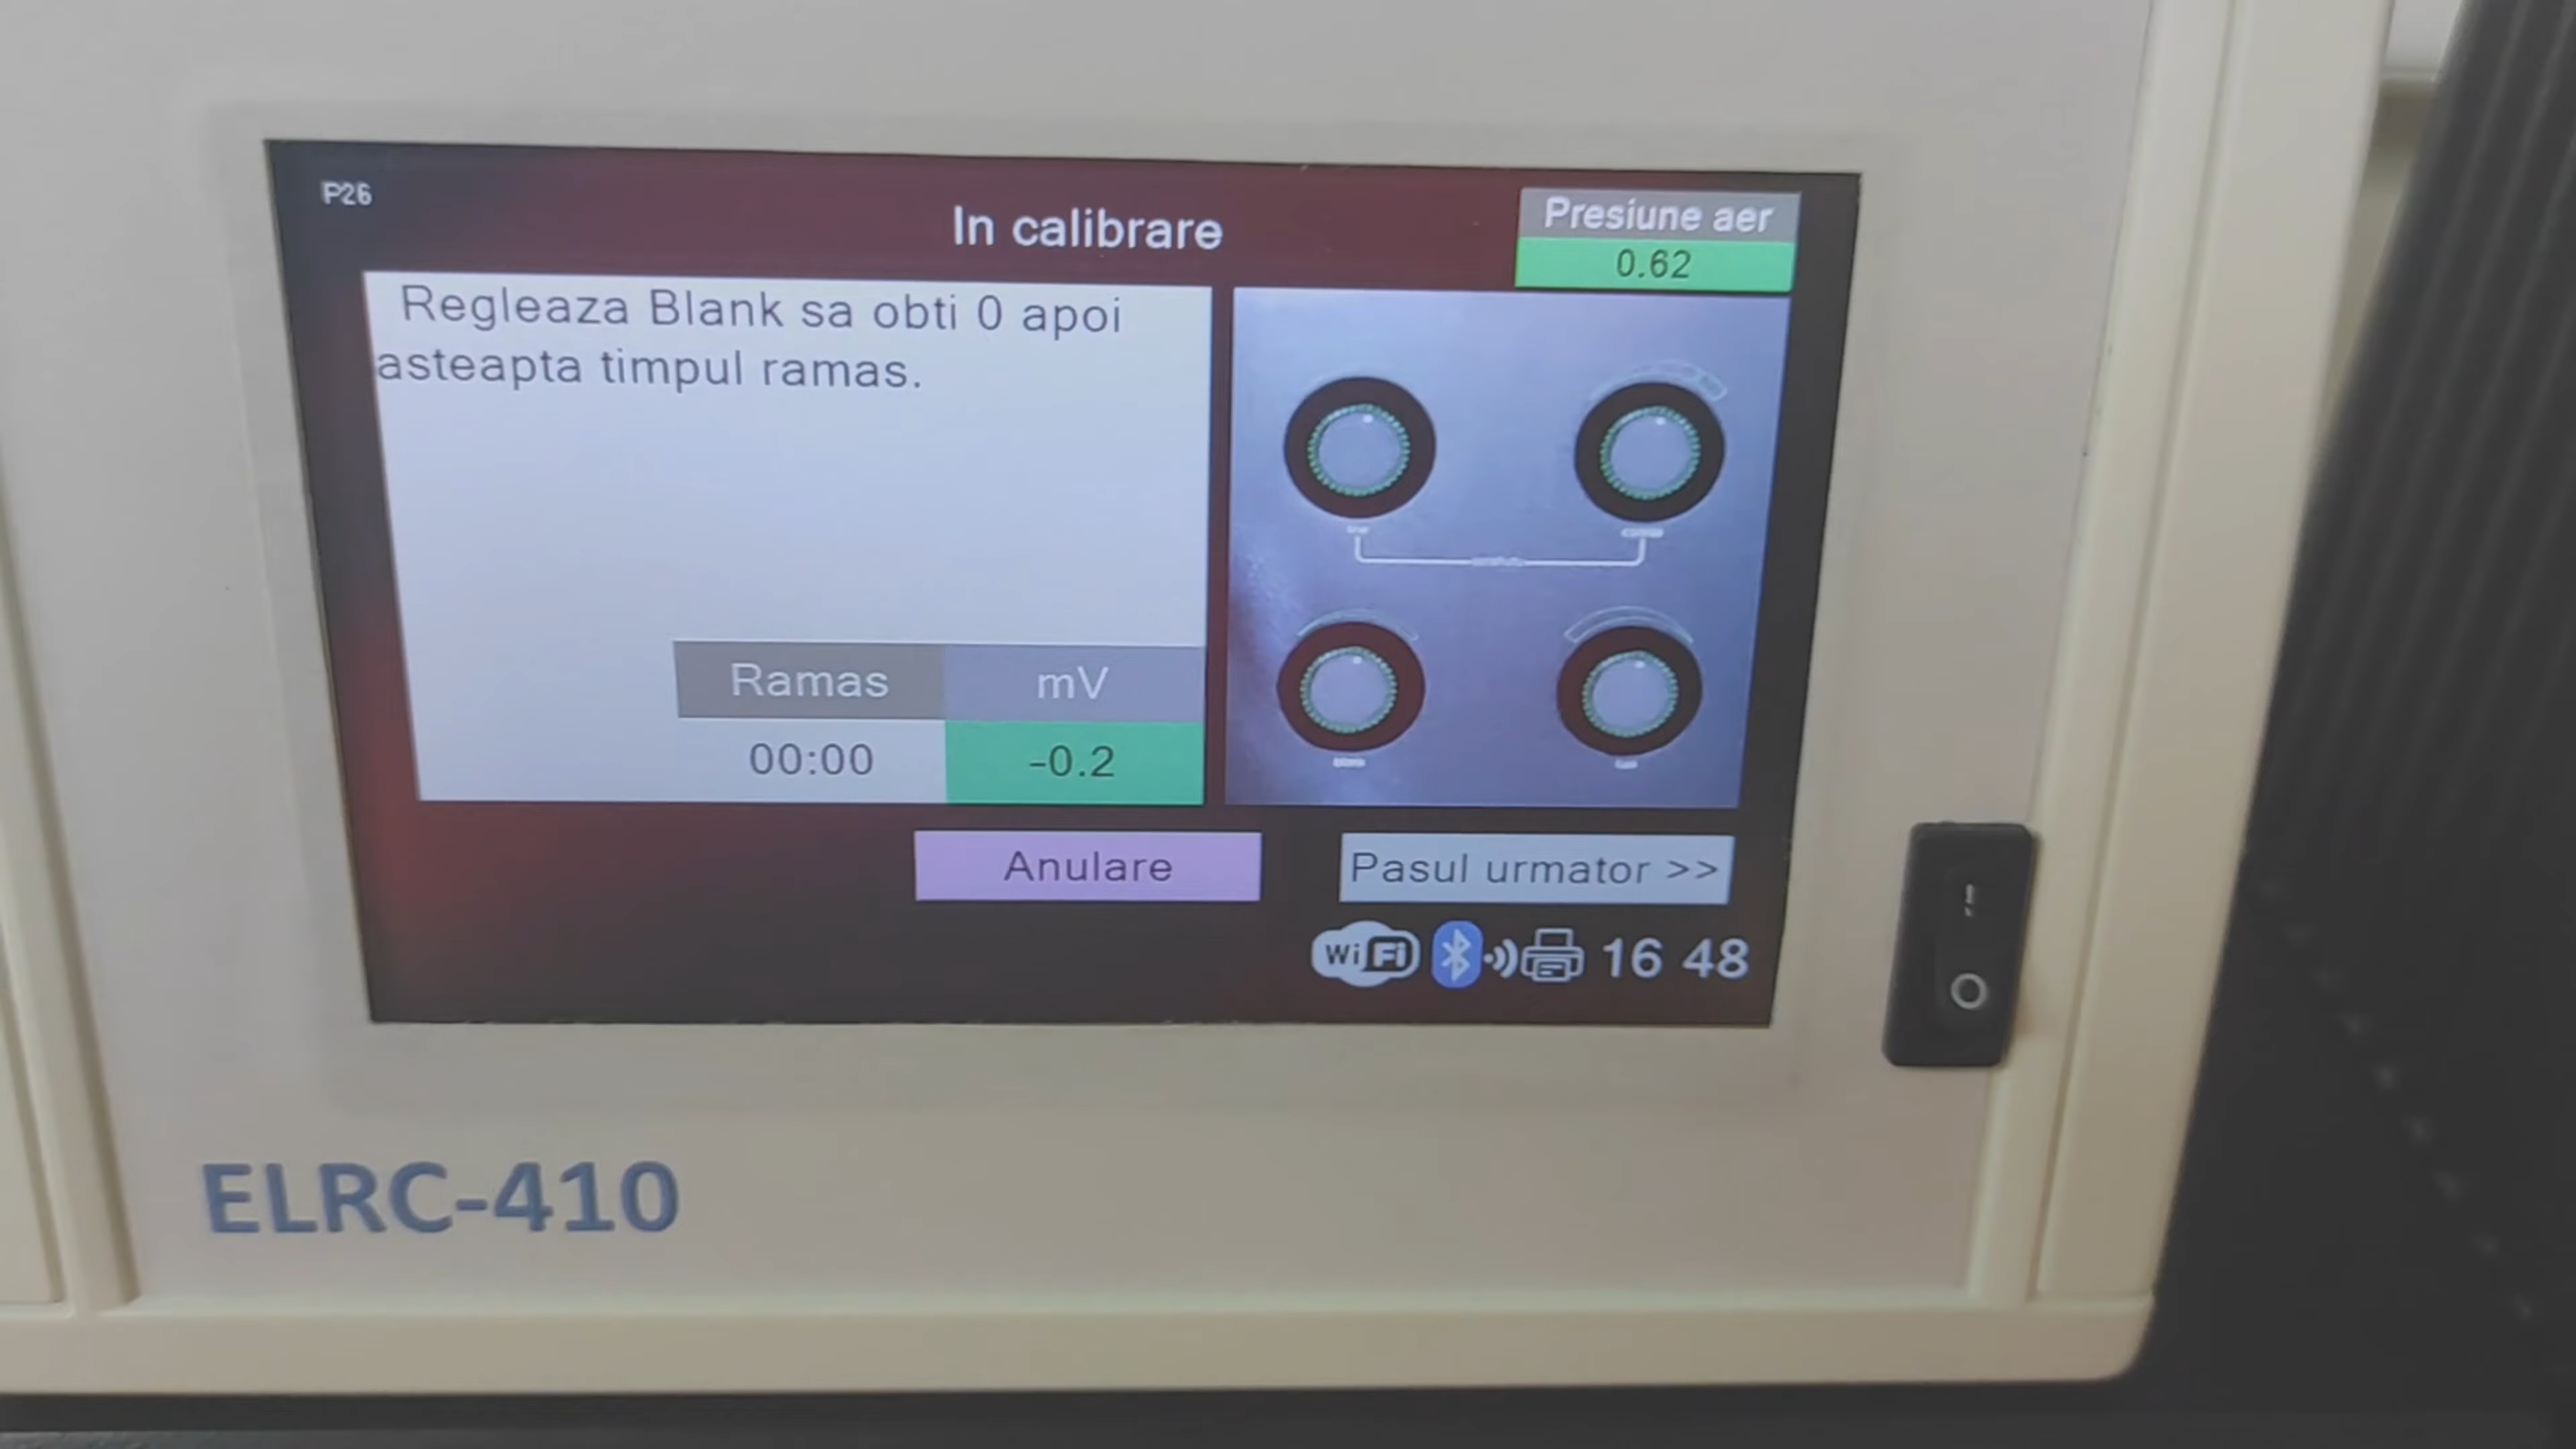 P26
In calibrare
Presiune aer
0.62
Regleaza Blank sa obti 0 apoi
asteapta timpul ramas.
Ramas
mV
00:00
-0.2
Anulare
Pasul urmator >>
WiFi
16 48
ELRC-410